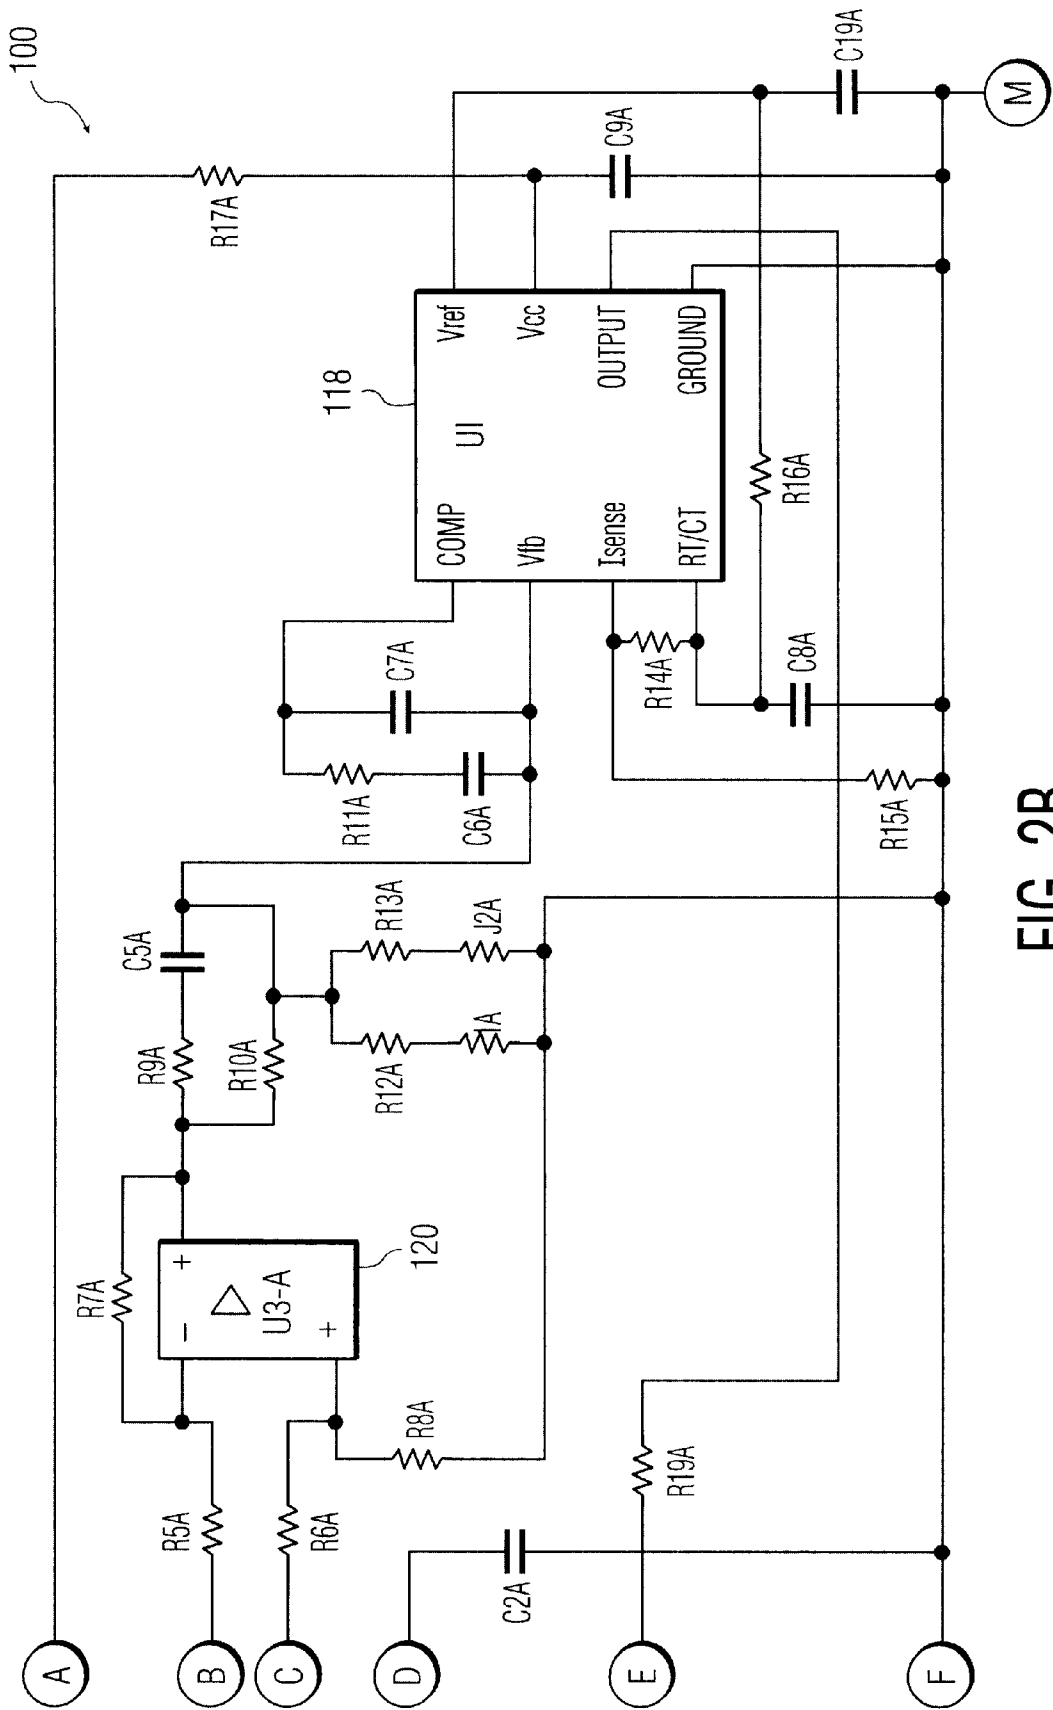 100
A
R17A
C5A
R9A
R7A
R10A
B
R5A
R6A
C
-
+
+
U3-A
120
R8A
R12A
1A
R13A
J2A
R11A
C7A
C6A
118
COMP
Vfb
Isense
RT/CT
UI
Vref
Vcc
OUTPUT
GROUND
C9A
C19A
R14A
R16A
C8A
R15A
D
C2A
E
R19A
F
M
FIG. 2B